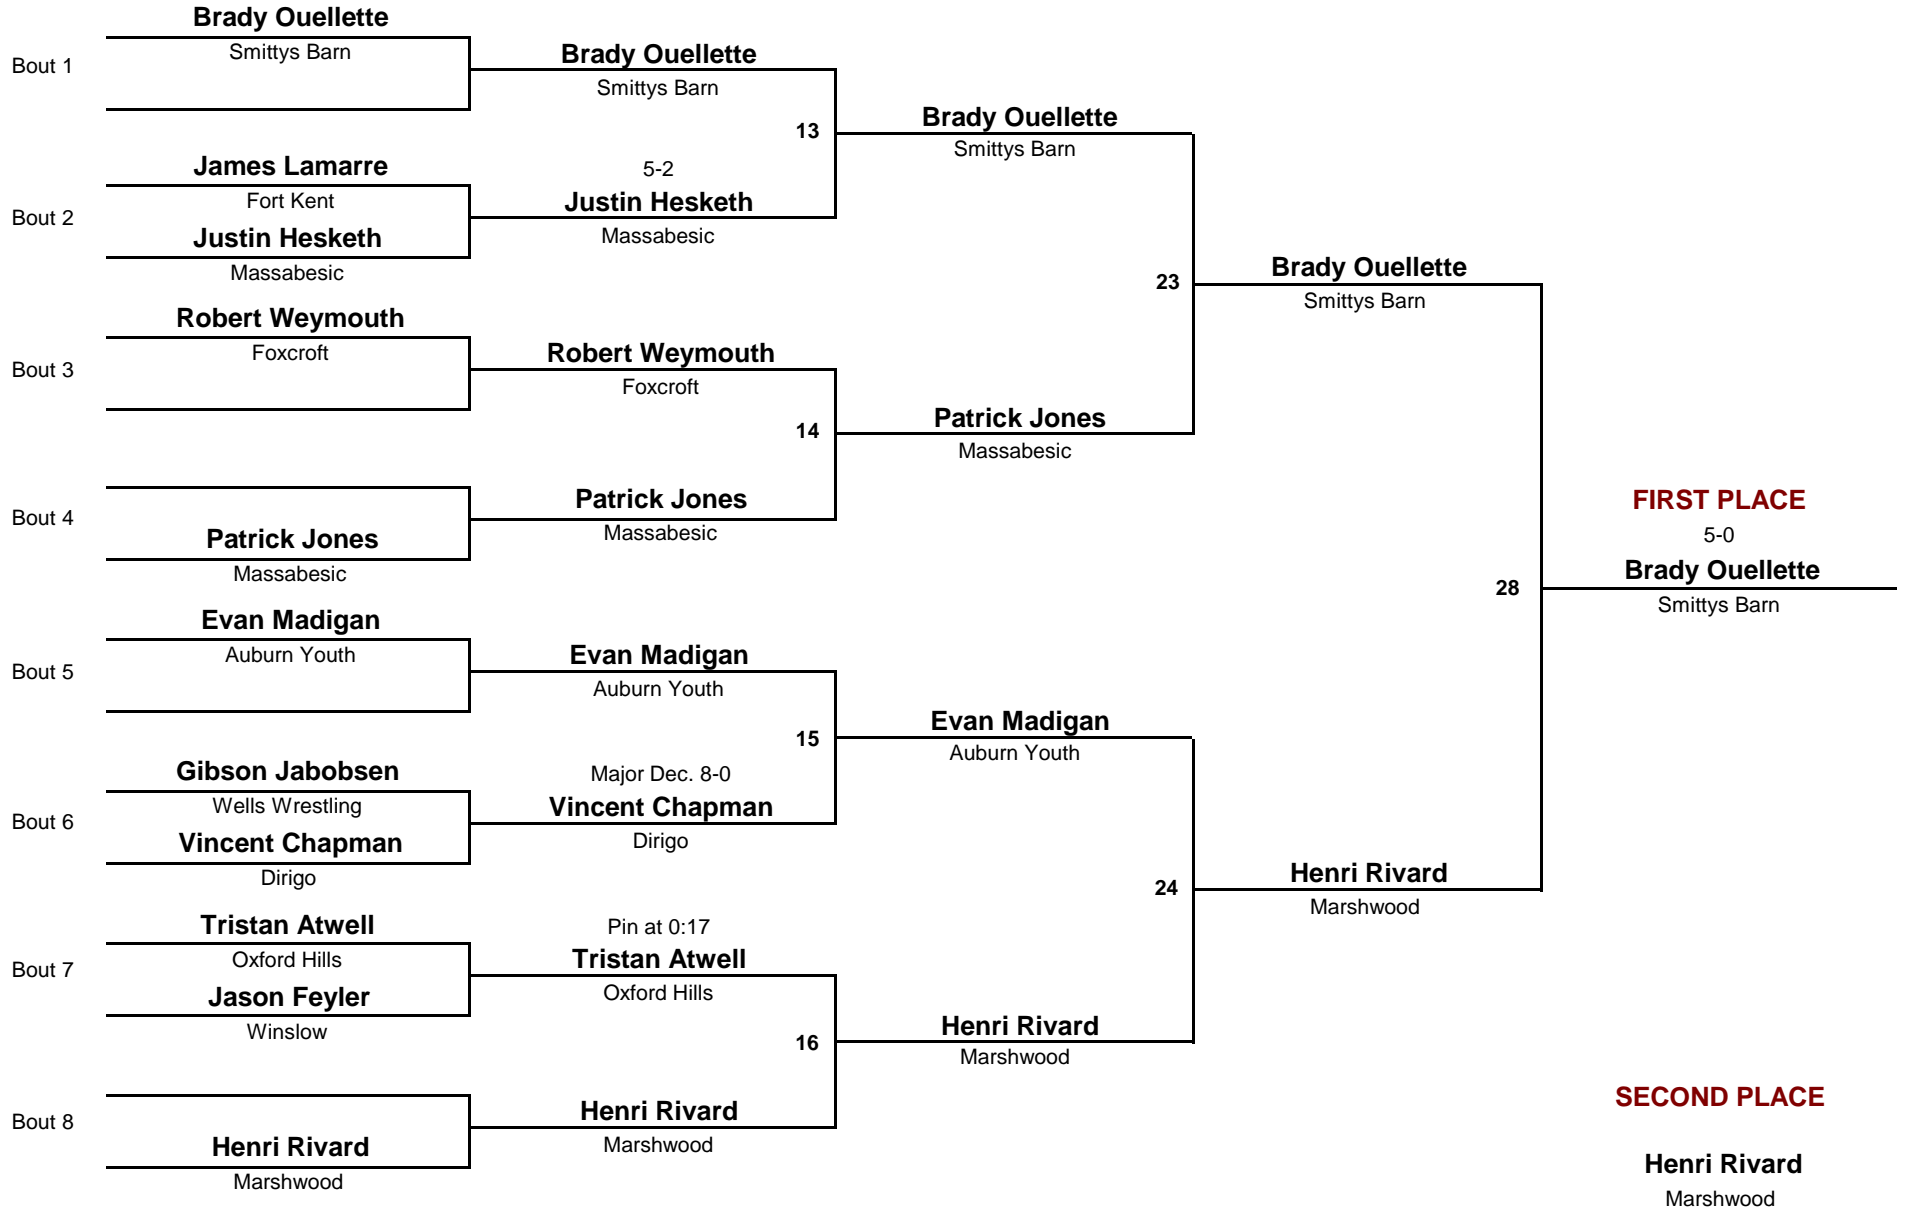 Brady Ouellette
Bout 1
Smittys Barn
Brady Ouellette
Smittys Barn
13
Brady Ouellette
Smittys Barn
James Lamarre
Bout 2
Fort Kent
Justin Hesketh
Massabesic
5-2
Justin Hesketh
Massabesic
23
Brady Ouellette
Smittys Barn
Robert Weymouth
Bout 3
Foxcroft
Robert Weymouth
Foxcroft
14
Patrick Jones
Massabesic
Bout 4
Patrick Jones
Massabesic
Patrick Jones
Massabesic
28
FIRST PLACE
5-0
Brady Ouellette
Smittys Barn
Evan Madigan
Bout 5
Auburn Youth
Evan Madigan
Auburn Youth
15
Evan Madigan
Auburn Youth
Gibson Jabobsen
Bout 6
Wells Wrestling
Vincent Chapman
Dirigo
Major Dec. 8-0
Vincent Chapman
Dirigo
24
Henri Rivard
Marshwood
Tristan Atwell
Bout 7
Oxford Hills
Jason Feyler
Winslow
Pin at 0:17
Tristan Atwell
Oxford Hills
16
Henri Rivard
Marshwood
Bout 8
Henri Rivard
Marshwood
Henri Rivard
Marshwood
SECOND PLACE
Henri Rivard
Marshwood